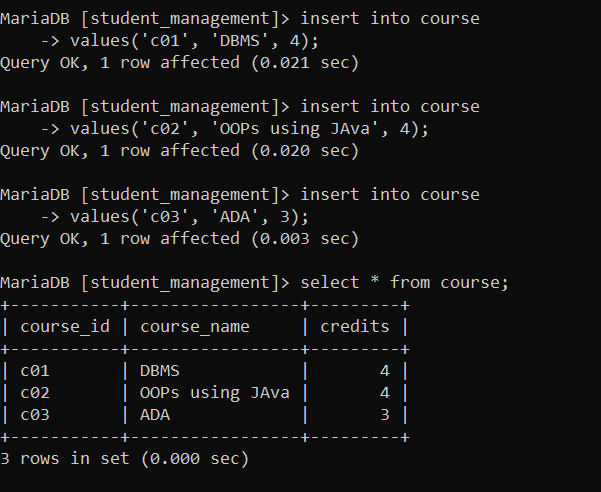 MariaDB [student_management]> insert into course
    -> values('c01', 'DBMS', 4);
Query OK, 1 row affected (0.021 sec)

MariaDB [student_management]> insert into course
    -> values('c02', 'OOPs using JAva', 4);
Query OK, 1 row affected (0.020 sec)

MariaDB [student_management]> insert into course
    -> values('c03', 'ADA', 3);
Query OK, 1 row affected (0.003 sec)

MariaDB [student_management]> select * from course;
+-----------+-----------------+---------+
| course_id | course_name     | credits |
+-----------+-----------------+---------+
| c01       | DBMS            |       4 |
| c02       | OOPs using JAva |       4 |
| c03       | ADA             |       3 |
+-----------+-----------------+---------+
3 rows in set (0.000 sec)